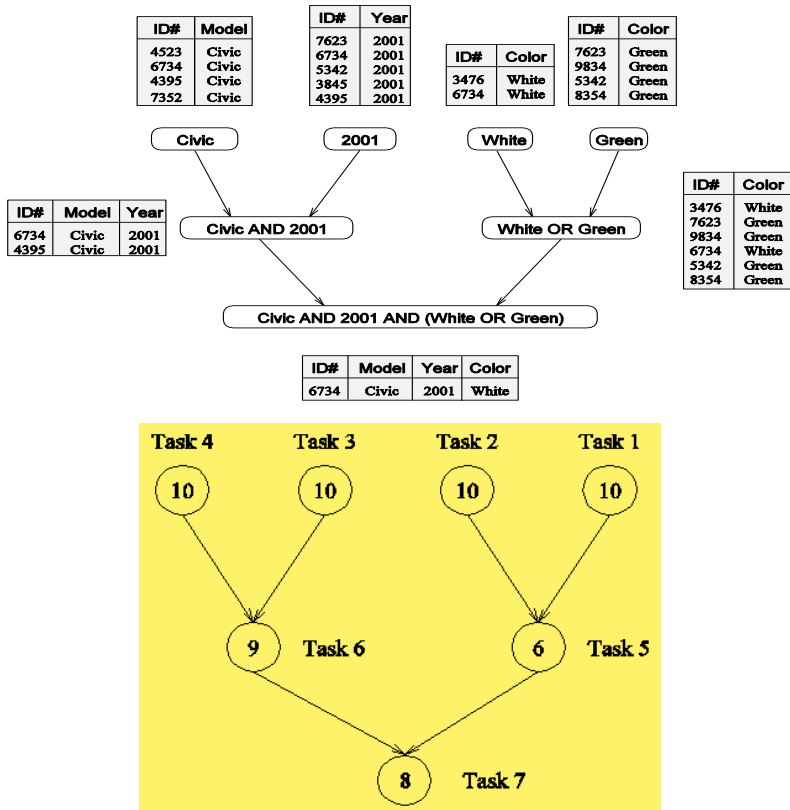 ID# Model
4523 Civic
6734 Civic
4395 Civic
7352 Civic
ID# Year
7623 2001
6734 2001
5342 2001
3845 2001
4395 2001
ID# Color
3476 White
6734 White
ID# Color
7623 Green
9834 Green
5342 Green
8354 Green
Civic
2001
White
Green
ID# Model Year
6734 Civic 2001
4395 Civic 2001
Civic AND 2001
White OR Green
ID# Color
3476 White
7623 Green
9834 Green
6734 White
5342 Green
8354 Green
Civic AND 2001 AND (White OR Green)
ID# Model Year Color
6734 Civic 2001 White
Task 4
Task 3
Task 2
Task 1
10
10
10
10
9
Task 6
6
Task 5
8
Task 7